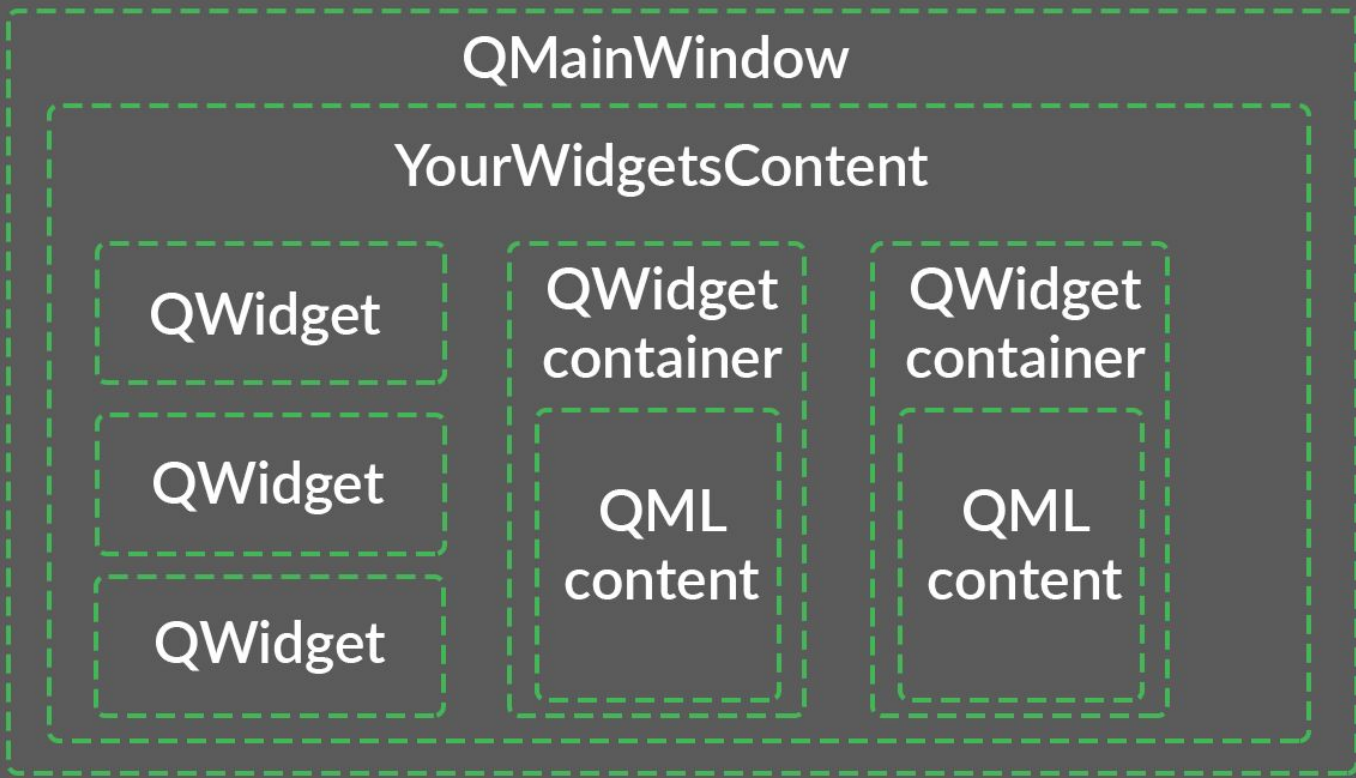 QMainWindow
YourWidgetsContent
QWidget
QWidget
QWidget
QWidget
container
QML
content
QWidget
container
QML
content